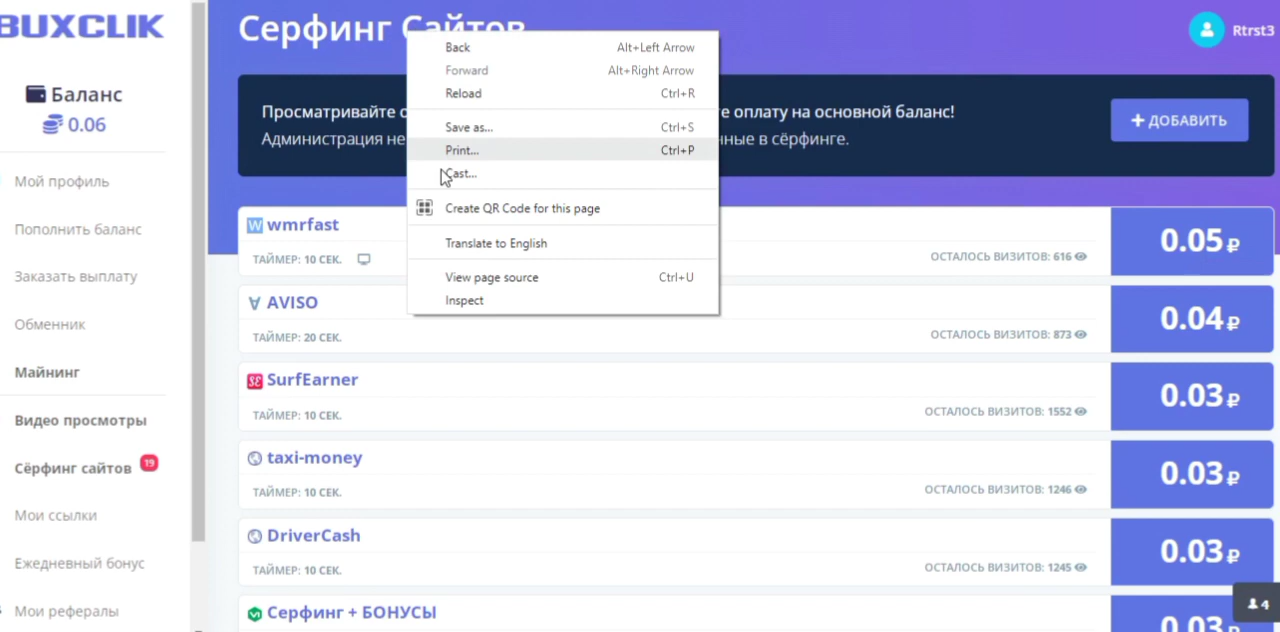 BUXCLIK
Баланс
0.06
Мой профиль
Пополнить баланс
Заказать выплату
Обменник
Майнинг
Видео просмотры
Сёрфинг сайтов 19
Мои ссылки
Ежедневный бонус
Мои рефералы
Серфинг Сайтов
Rtrst3
Просматривайте
оплату на основной баланс!
Администрация не
в сёрфинге.
+ ДОБАВИТЬ
Back Alt+Left Arrow
Forward Alt+Right Arrow
Reload Ctrl+R
Save as... Ctrl+S
Print... Ctrl+P
Cast...
Create QR Code for this page
Translate to English
View page source Ctrl+U
Inspect
W wmrfast
ТАЙМЕР: 10 СЕК.
ОСТАЛОСЬ ВИЗИТОВ: 616
0.05 ₽
AVISO
ТАЙМЕР: 20 СЕК.
ОСТАЛОСЬ ВИЗИТОВ: 873
0.04 ₽
SE SurfEarner
ТАЙМЕР: 10 СЕК.
ОСТАЛОСЬ ВИЗИТОВ: 1552
0.03 ₽
taxi-money
ТАЙМЕР: 10 СЕК.
ОСТАЛОСЬ ВИЗИТОВ: 1246
0.03 ₽
DriverCash
ТАЙМЕР: 10 СЕК.
ОСТАЛОСЬ ВИЗИТОВ: 1245
0.03 ₽
Серфинг + БОНУСЫ
0.03 ₽
4